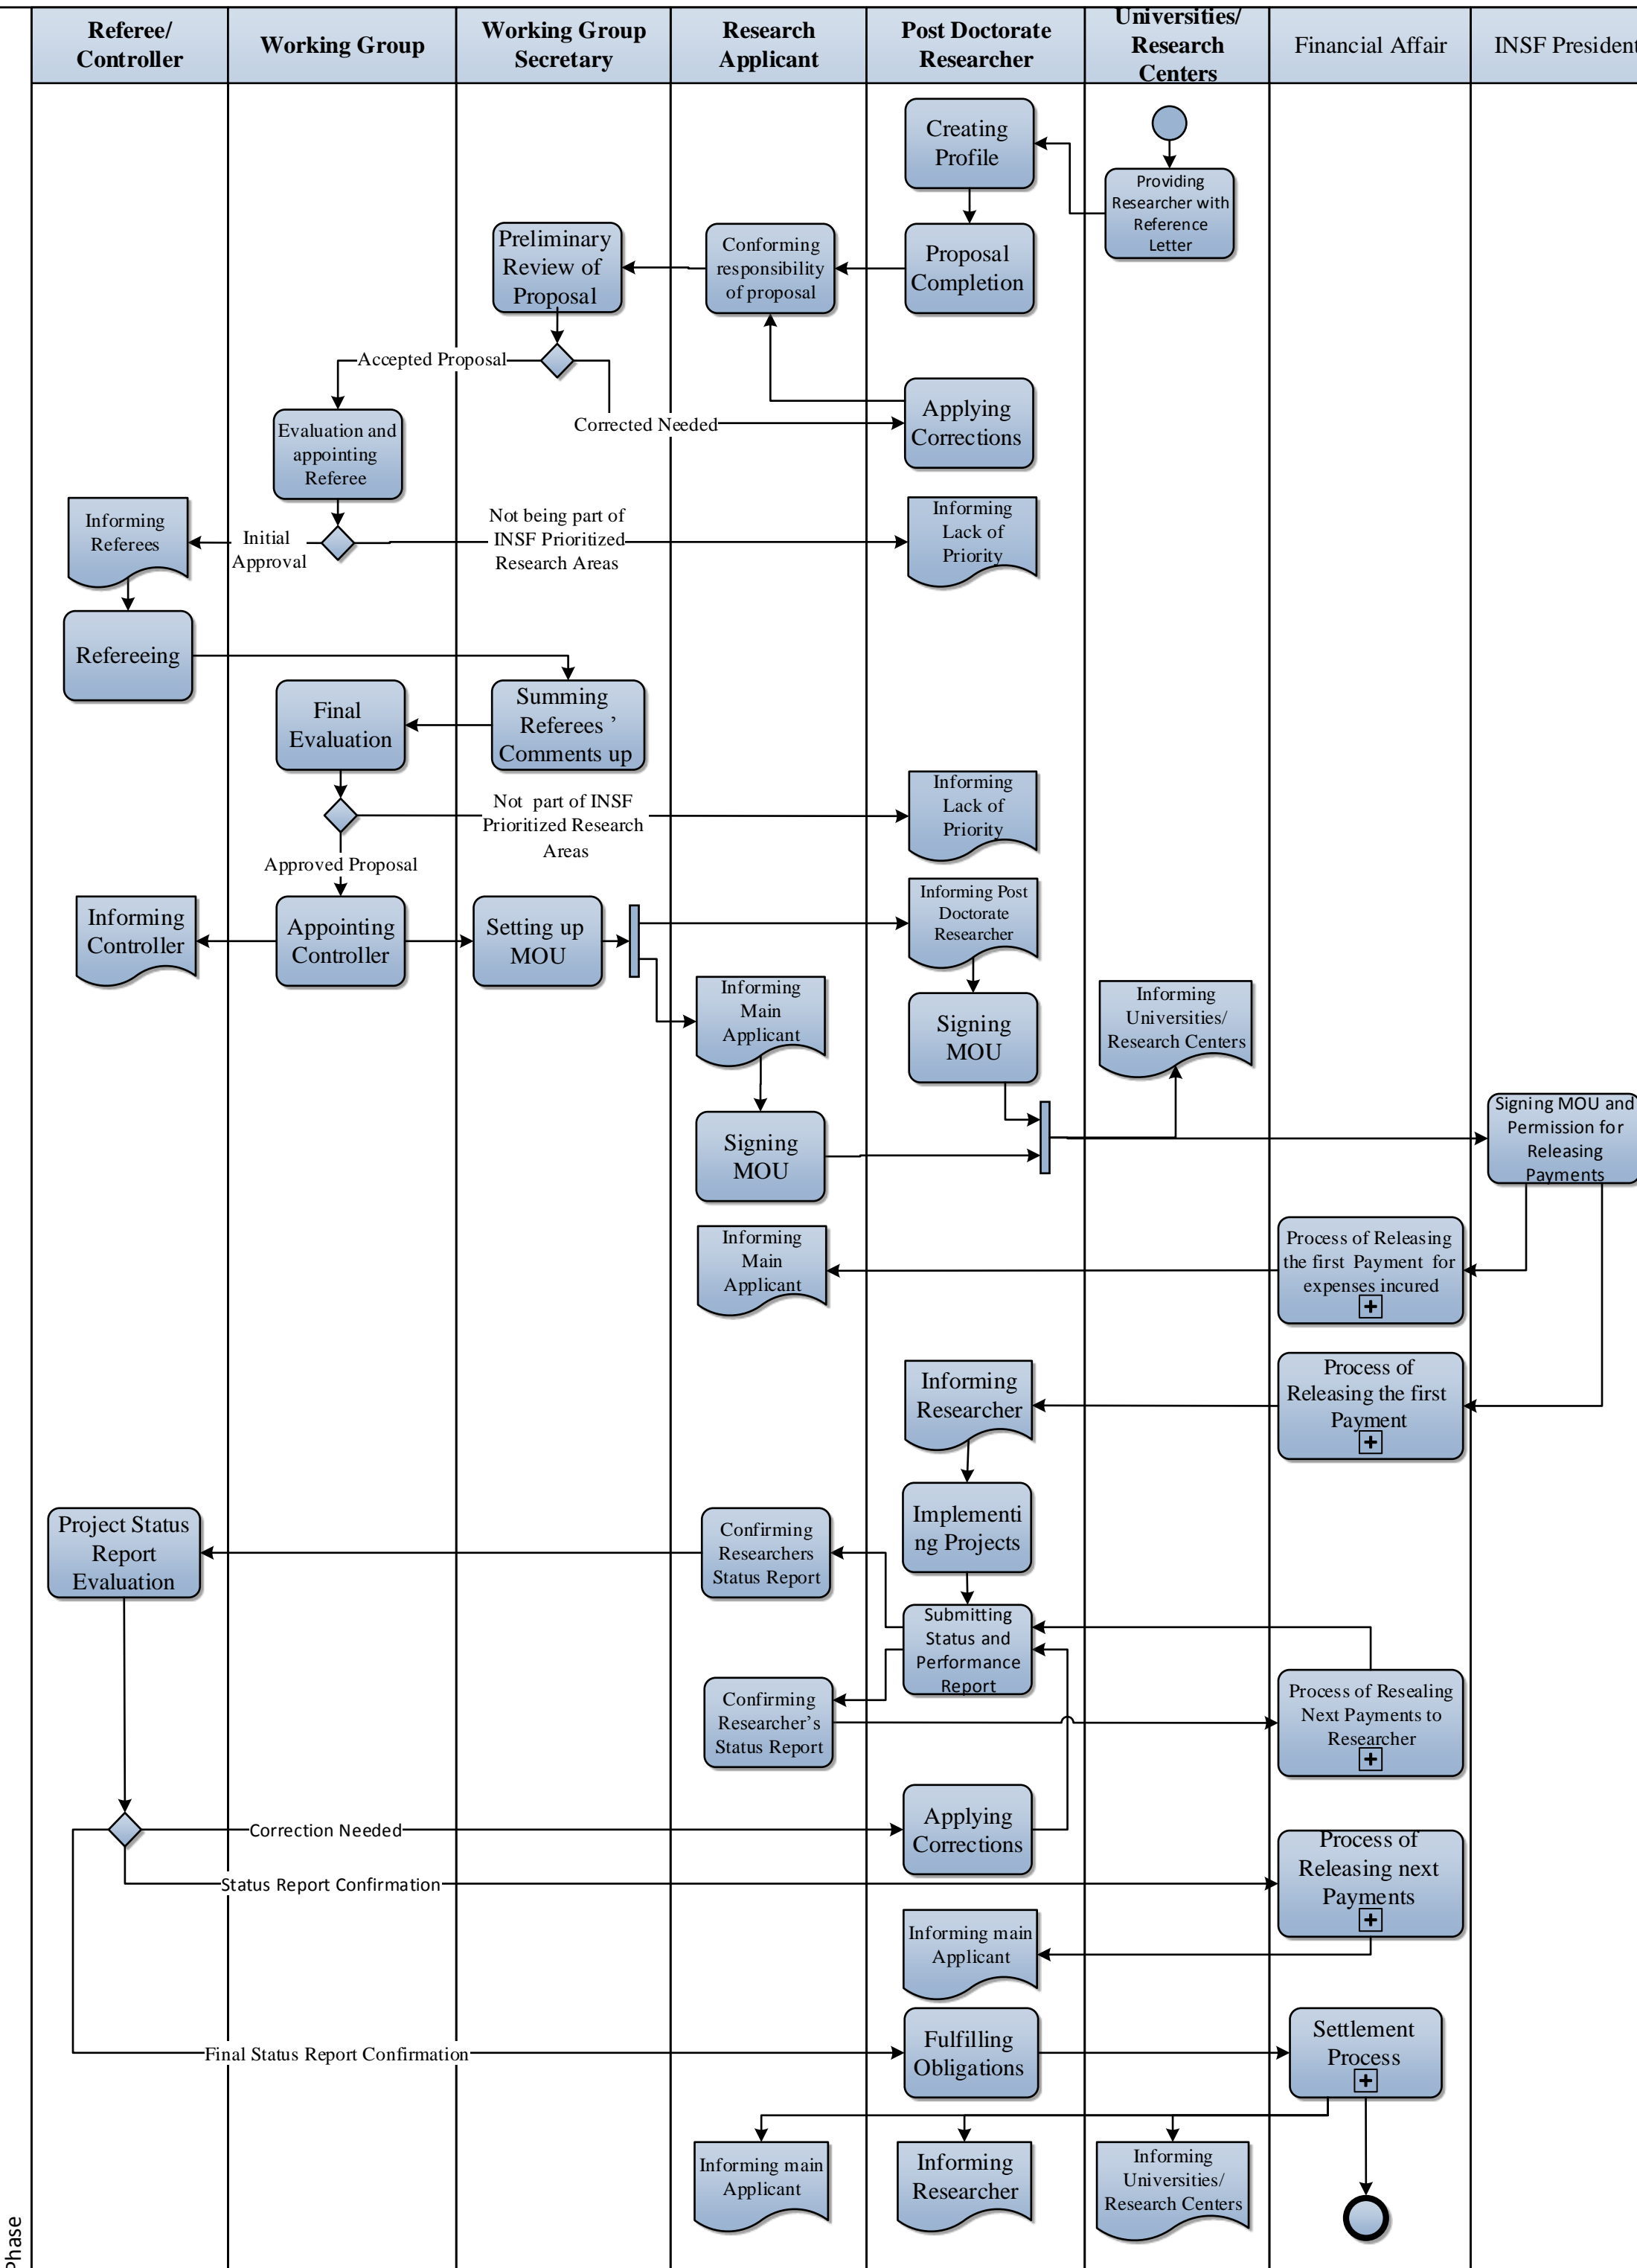 Referee/
Controller
Working Group
Working Group
Secretary
Research
Applicant
Post Doctorate
Researcher
Universities/
Research
Centers
Financial Affair
INSF President
Creating
Profile
Providing
Researcher with
Reference
Letter
Preliminary
Review of
Proposal
Conforming
responsibility
of proposal
Proposal
Completion
Accepted Proposal
Corrected Needed
Applying
Corrections
Evaluation and
appointing
Referee
Informing
Referees
Initial
Approval
Not being part of
INSF Prioritized
Research Areas
Informing
Lack of
Priority
Refereeing
Final
Evaluation
Summing
Referees ’
Comments up
Not part of INSF
Prioritized Research
Areas
Informing
Lack of
Priority
Approved Proposal
Informing
Controller
Appointing
Controller
Setting up
MOU
Informing Post
Doctorate
Researcher
Informing
Main
Applicant
Signing
MOU
Informing
Universities/
Research Centers
Signing
MOU
Signing MOU and
Permission for
Releasing
Payments
Informing
Main
Applicant
Process of Releasing
the first Payment for
expenses incured
Informing
Researcher
Process of
Releasing the first
Payment
Project Status
Report
Evaluation
Confirming
Researchers
Status Report
Implementi
ng Projects
Submitting
Status and
Performance
Report
Confirming
Researcher’s
Status Report
Process of Resealing
Next Payments to
Researcher
Correction Needed
Applying
Corrections
Status Report Confirmation
Process of
Releasing next
Payments
Informing main
Applicant
Final Status Report Confirmation
Fulfilling
Obligations
Settlement
Process
Informing main
Applicant
Informing
Researcher
Informing
Universities/
Research Centers
Phase